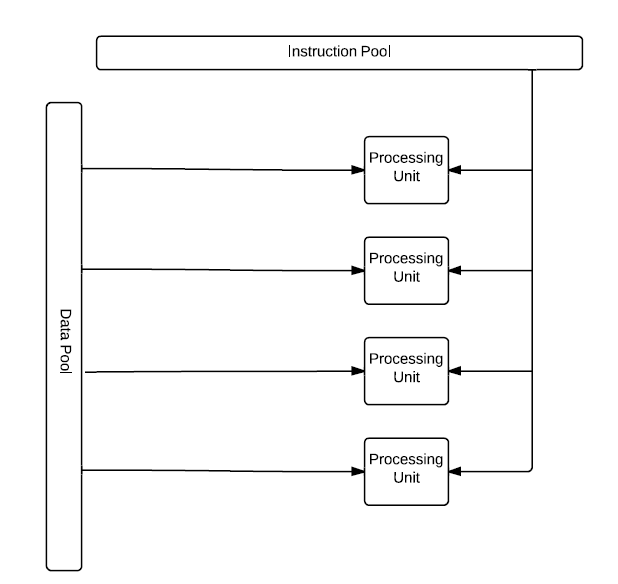 Instruction Pool
Processing
Unit
Processing
Unit
Data Pool
Processing
Unit
Processing
Unit